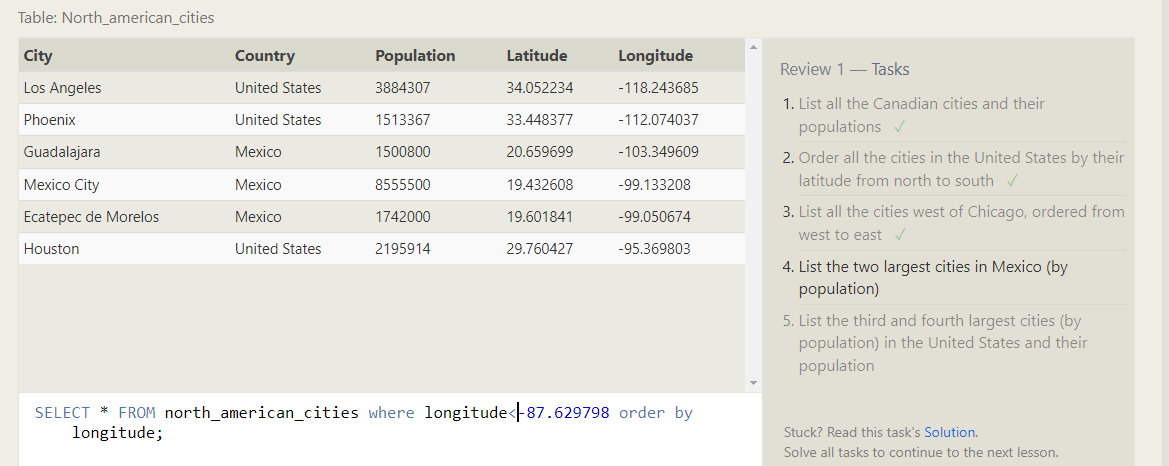 Table: North_american_cities
City Country Population Latitude Longitude
Los Angeles United States 3884307 34.052234 -118.243685
Phoenix United States 1513367 33.448377 -112.074037
Guadalajara Mexico 1500800 20.659699 -103.349609
Mexico City Mexico 8555500 19.432608 -99.133208
Ecatepec de Morelos Mexico 1742000 19.601841 -99.050674
Houston United States 2195914 29.760427 -95.369803
SELECT * FROM north_american_cities where longitude<-87.629798 order by
longitude;
Review 1 — Tasks
1. List all the Canadian cities and their
populations ✓
2. Order all the cities in the United States by their
latitude from north to south ✓
3. List all the cities west of Chicago, ordered from
west to east ✓
4. List the two largest cities in Mexico (by
population)
5. List the third and fourth largest cities (by
population) in the United States and their
population
Stuck? Read this task's Solution.
Solve all tasks to continue to the next lesson.